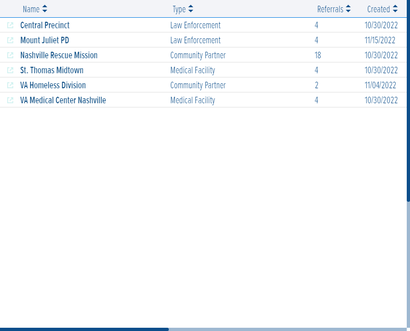 Name Type Referrals Created
Central Precinct Law Enforcement 4 10/30/2022
Mount Juliet PD Law Enforcement 4 11/15/2022
Nashville Rescue Mission Community Partner 18 10/30/2022
St. Thomas Midtown Medical Facility 4 10/30/2022
VA Homeless Division Community Partner 2 11/04/2022
VA Medical Center Nashville Medical Facility 4 10/30/2022